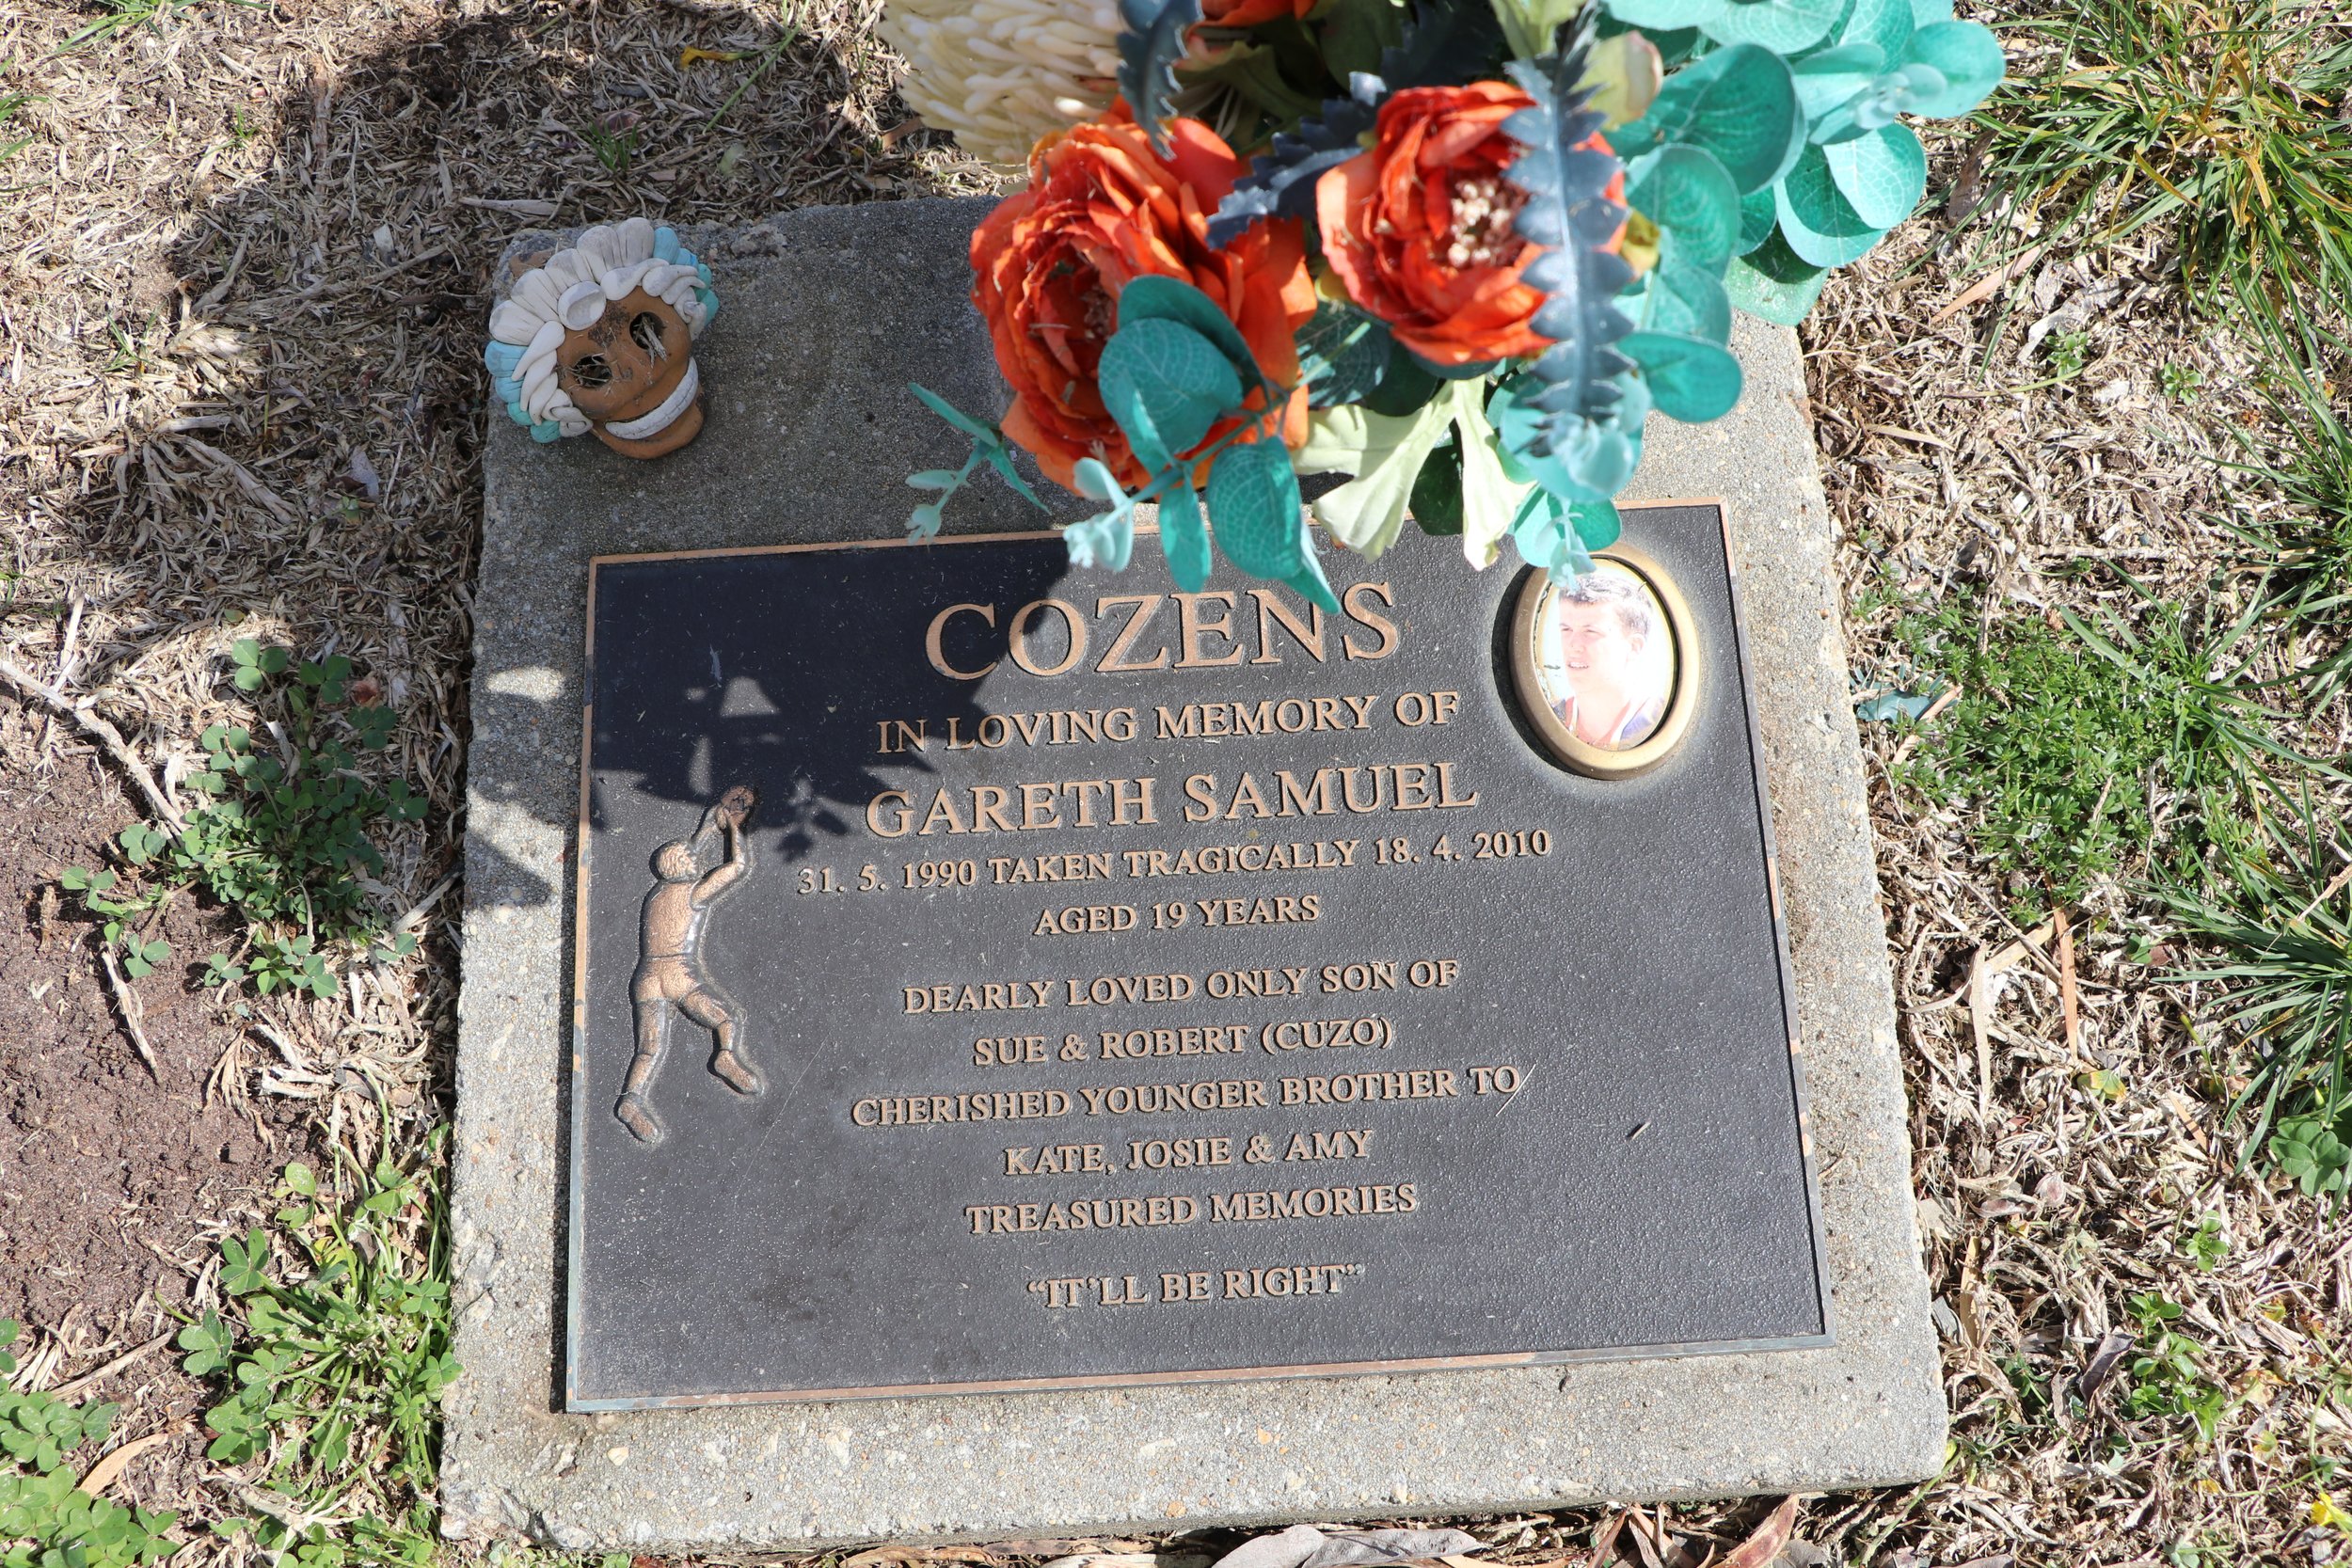 COZENS
IN LOVING MEMORY OF
GARETH SAMUEL
31. 5. 1990 TAKEN TRAGICALLY 18. 4. 2010
AGED 19 YEARS
DEARLY LOVED ONLY SON OF
SUE & ROBERT (CUZO)
CHERISHED YOUNGER BROTHER TO
KATE, JOSIE & AMY
TREASURED MEMORIES
“IT'LL BE RIGHT”